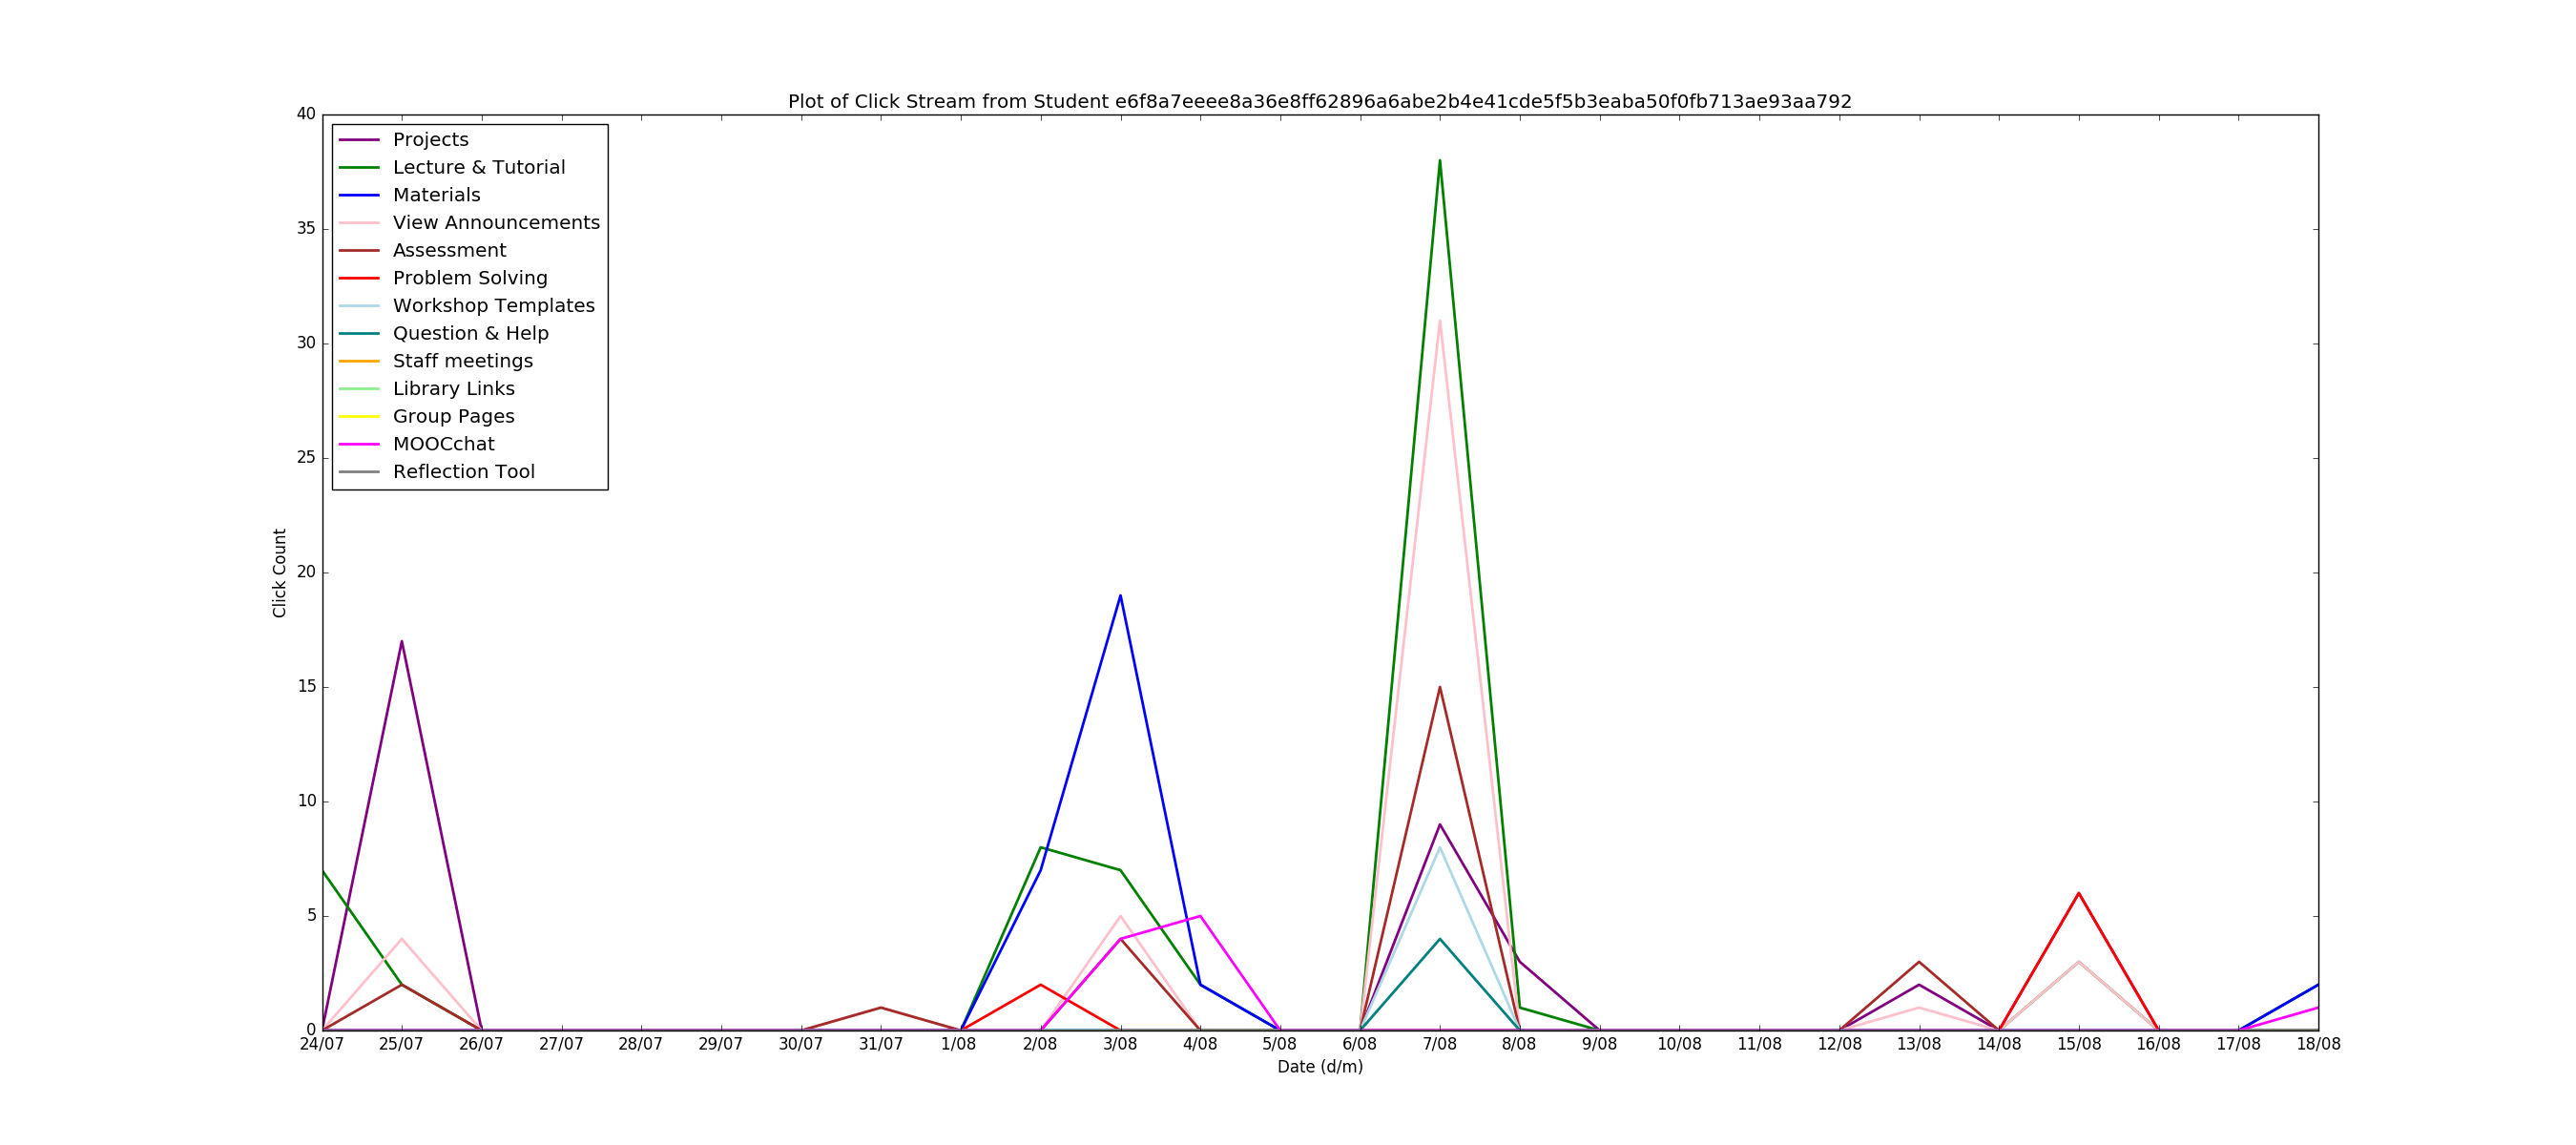 Plot of Click Stream from Student e6f8a7eeee8a36e8ff62896a6abe2b4e41cde5f5b3eaba50f0fb713ae93aa792
40
35
30
25
20
15
10
5
0
Click Count
Projects
Lecture & Tutorial
Materials
View Announcements
Assessment
Problem Solving
Workshop Templates
Question & Help
Staff meetings
Library Links
Group Pages
MOOCchat
Reflection Tool
24/07 25/07 26/07 27/07 28/07 29/07 30/07 31/07 1/08 2/08 3/08 4/08 5/08 6/08 7/08 8/08 9/08 10/08 11/08 12/08 13/08 14/08 15/08 16/08 17/08 18/08
Date (d/m)